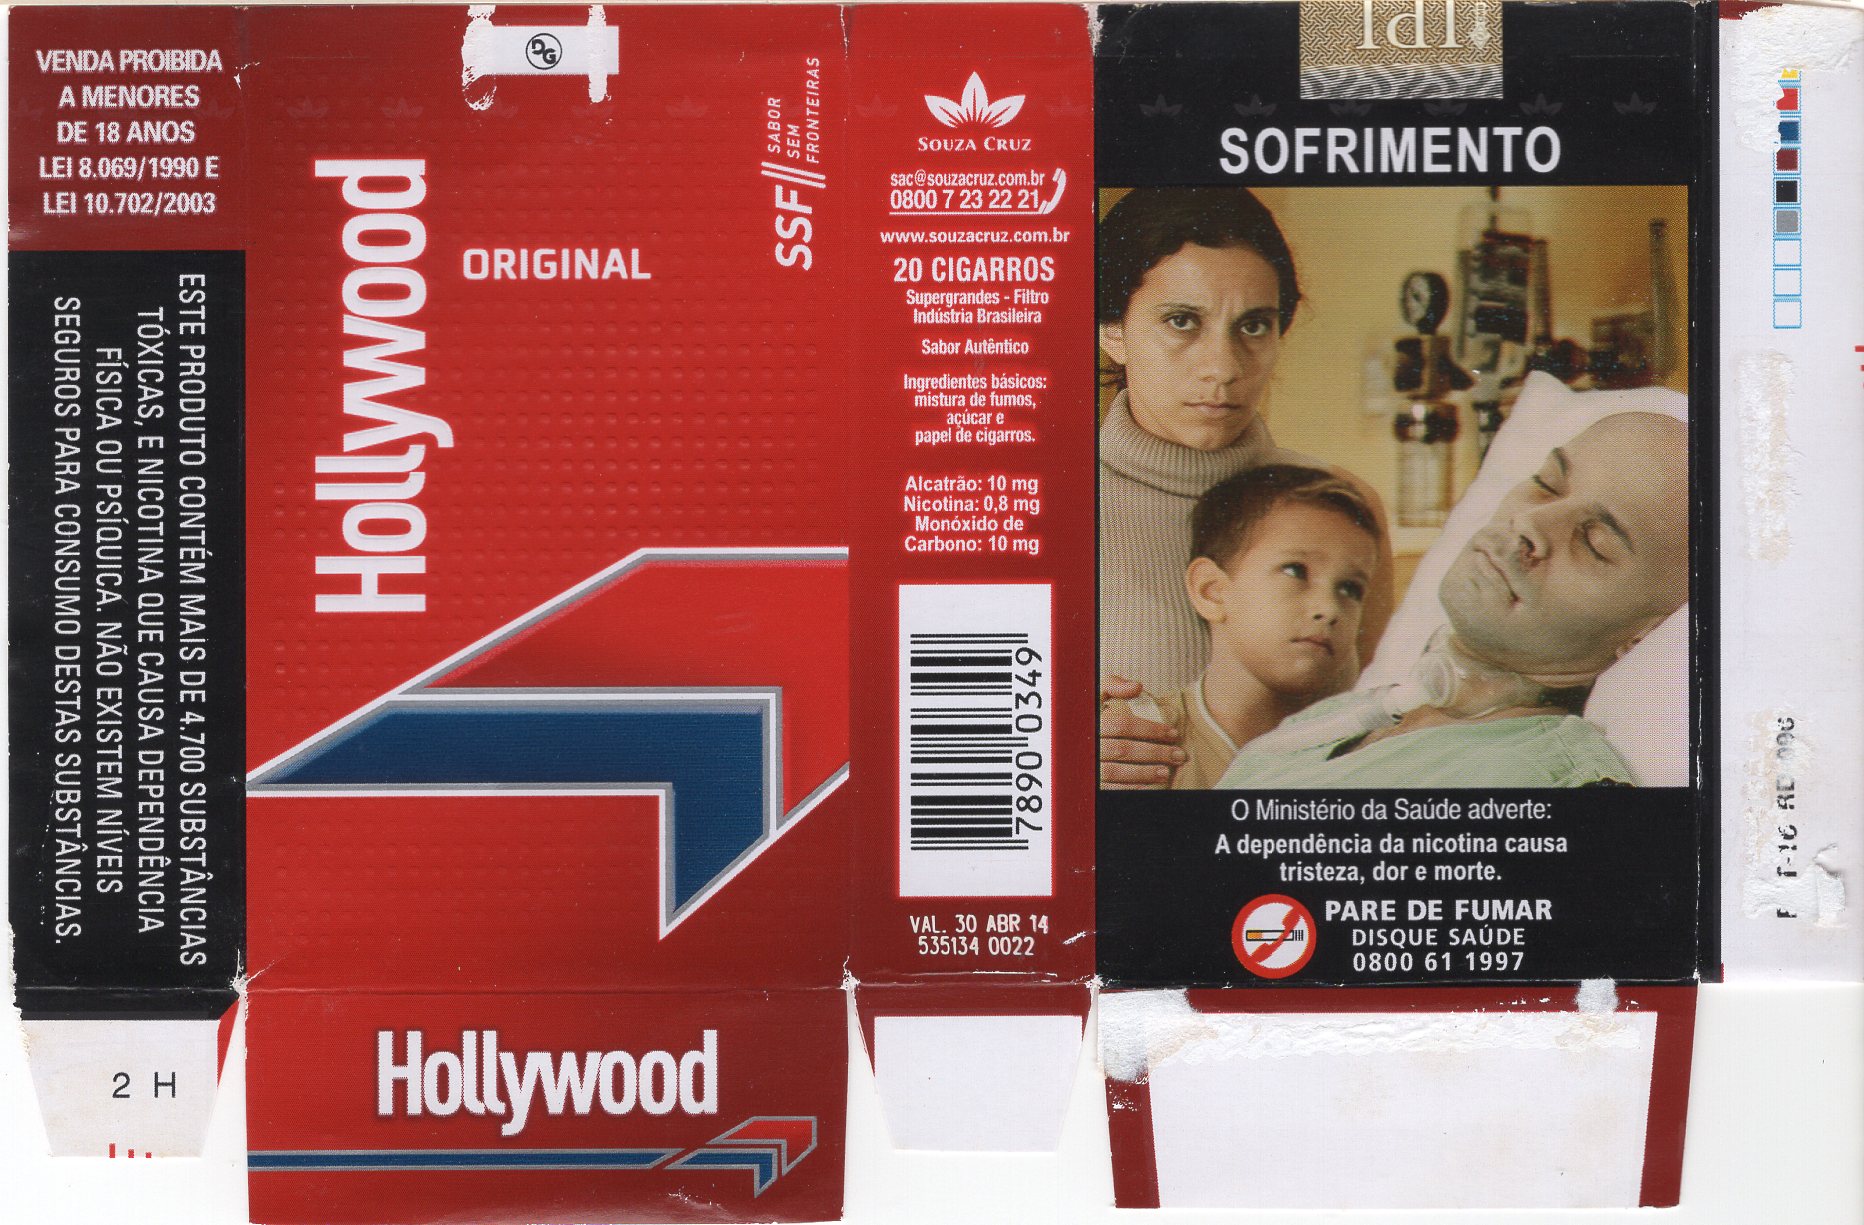 VENDA PROIBIDA
A MENORES
DE 18 ANOS
LEI 8.069/1990 E
LEI 10.702/2003
ESTE PRODUTO CONTÉM MAIS DE 4.700 SUBSTÂNCIAS
TÓXICAS, E NICOTINA QUE CAUSA DEPENDÊNCIA
FÍSICA OU PSÍQUICA. NÃO EXISTEM NÍVEIS
SEGUROS PARA CONSUMO DESTAS SUBSTÂNCIAS.
2 H
DG
Hollywood
ORIGINAL
SSF
SABOR
SEM
FRONTEIRAS
Hollywood
SOUZA CRUZ
sac@souzacruz.com.br
0800 7 23 22 21
www.souzacruz.com.br
20 CIGARROS
Supergrandes - Filtro
Indústria Brasileira
Sabor Autêntico
Ingredientes básicos:
mistura de fumos,
açúcar e
papel de cigarros.
Alcatrão: 10 mg
Nicotina: 0,8 mg
Monóxido de
Carbono: 10 mg
78900349
VAL. 30 ABR 14
535134 0022
IPI
SOFRIMENTO
O Ministério da Saúde adverte:
A dependência da nicotina causa
tristeza, dor e morte.
PARE DE FUMAR
DISQUE SAÚDE
0800 61 1997